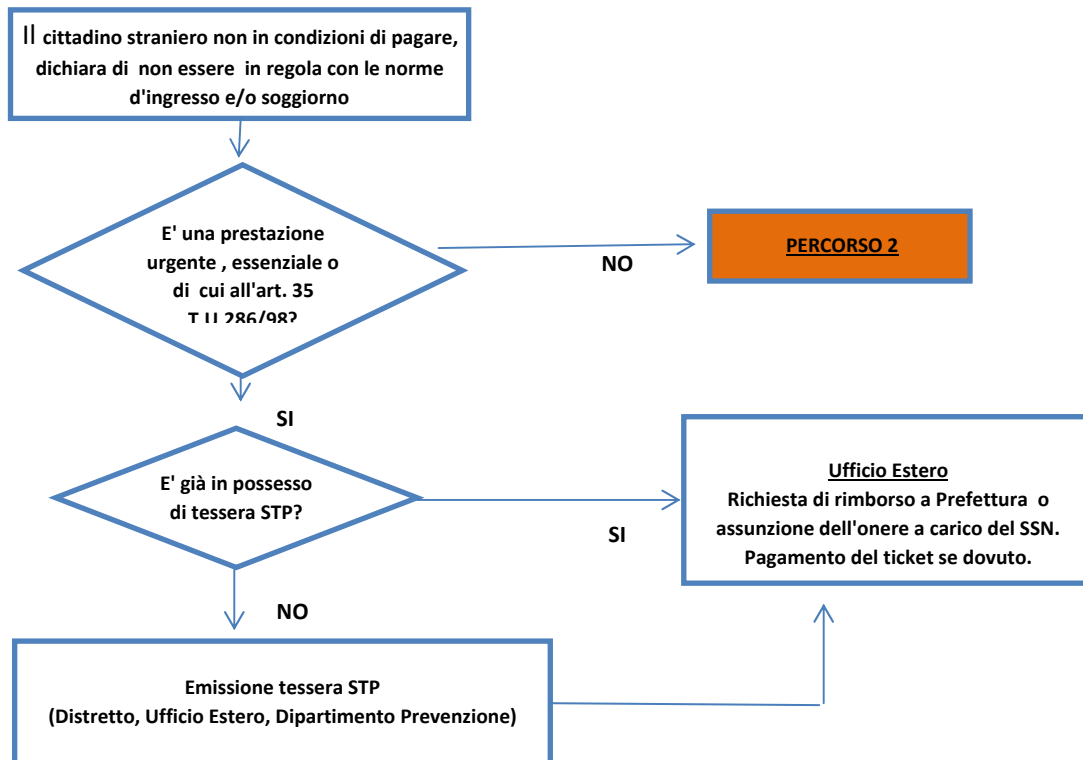 Il cittadino straniero non in condizioni di pagare,
dichiara di non essere in regola con le norme
d'ingresso e/o soggiorno
E' una prestazione
urgente , essenziale o
di cui all'art. 35
T.U 286/98?
NO
PERCORSO 2
SI
E' già in possesso
di tessera STP?
SI
Ufficio Estero
Richiesta di rimborso a Prefettura o
assunzione dell'onere a carico del SSN.
Pagamento del ticket se dovuto.
NO
Emissione tessera STP
(Distretto, Ufficio Estero, Dipartimento Prevenzione)